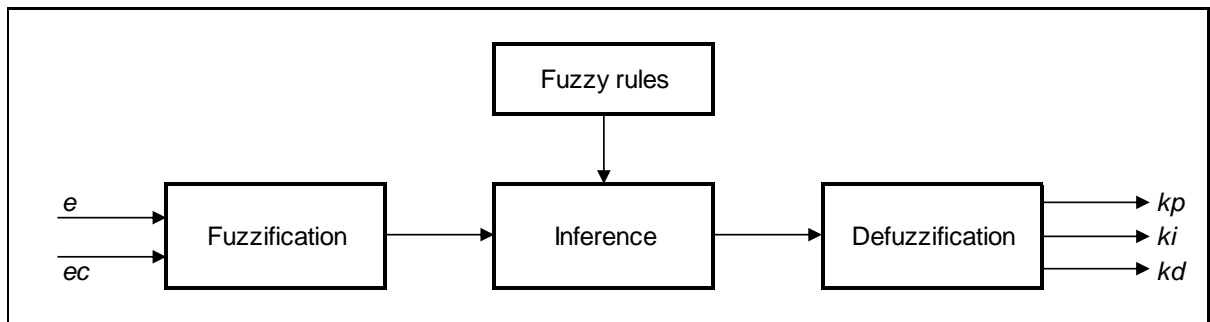 Fuzzy rules
e
ec
Fuzzification
Inference
Defuzzification
kp
ki
kd